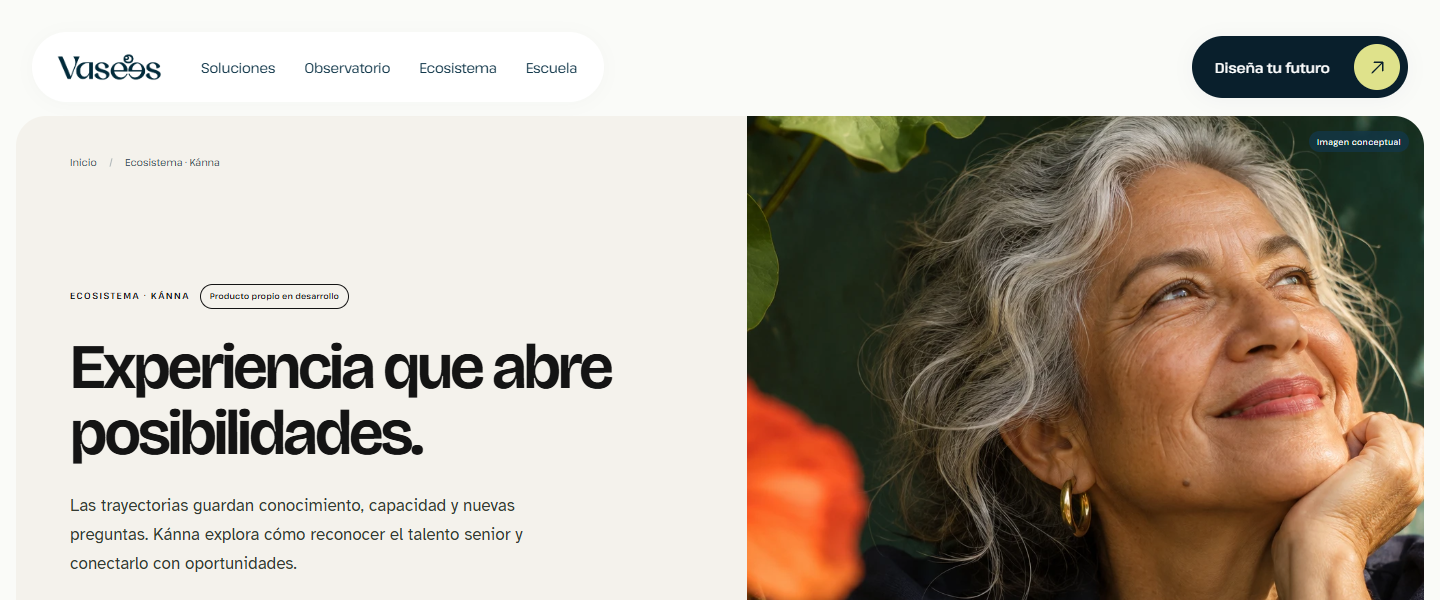 Vasees
Soluciones
Observatorio
Ecosistema
Escuela
Diseña tu futuro
Inicio / Ecosistema · Kánna
Imagen conceptual
ECOSISTEMA · KÁNNA
Producto propio en desarrollo
Experiencia que abre
posibilidades.
Las trayectorias guardan conocimiento, capacidad y nuevas
preguntas. Kánna explora cómo reconocer el talento senior y
conectarlo con oportunidades.